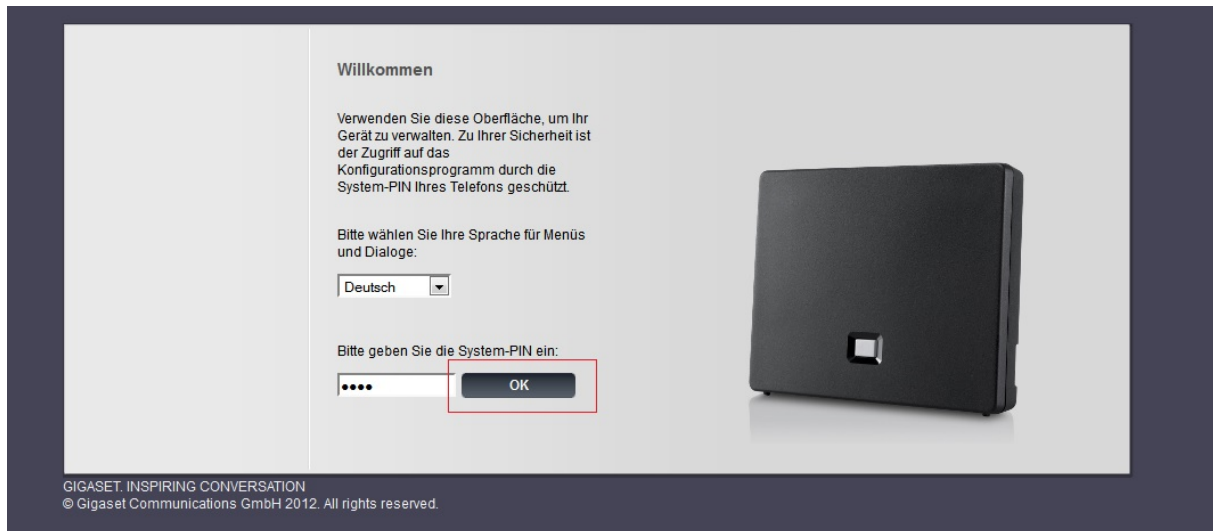 Willkommen
Verwenden Sie diese Oberfläche, um Ihr
Gerät zu verwalten. Zu Ihrer Sicherheit ist
der Zugriff auf das
Konfigurationsprogramm durch die
System-PIN Ihres Telefons geschützt.
Bitte wählen Sie Ihre Sprache für Menüs
und Dialoge:
Deutsch
Bitte geben Sie die System-PIN ein:
••••
OK
GIGASET. INSPIRING CONVERSATION
© Gigaset Communications GmbH 2012. All rights reserved.